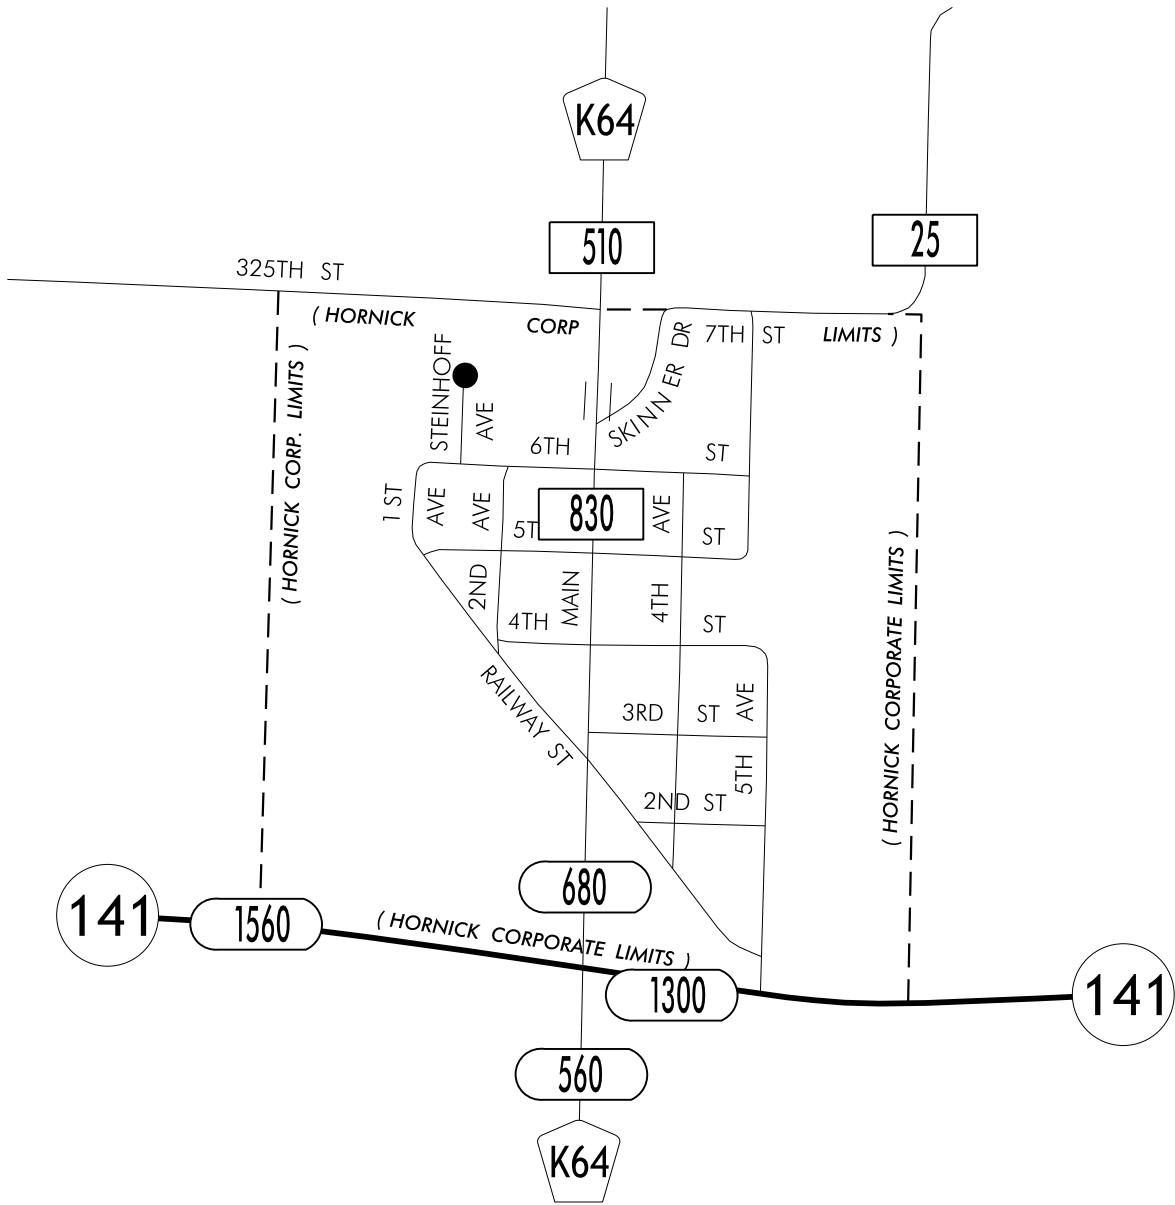 K64
510
25
325TH ST
( HORNICK CORP LIMITS )
7TH ST
SKINNER DR
STEINHOFF AVE
( HORNICK CORP. LIMITS )
6TH ST
1ST AVE
AVE
830
AVE
5T
ST
2ND
MAIN
4TH
4TH ST
( HORNICK CORPORATE LIMITS )
RAILWAY ST
3RD ST
AVE
5TH
2ND ST
680
141
1560
( HORNICK CORPORATE LIMITS )
1300
141
560
K64